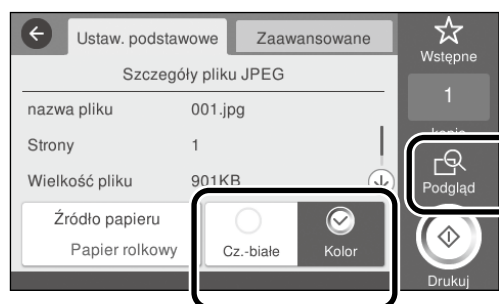 Ustaw. podstawowe
Zaawansowane
Wstępne
Szczegóły pliku JPEG
1
kopie
nazwa pliku 001.jpg
Strony 1
Wielkość pliku 901KB
Podgląd
Źródło papieru
Papier rolkowy
Cz.-białe
Kolor
Drukuj